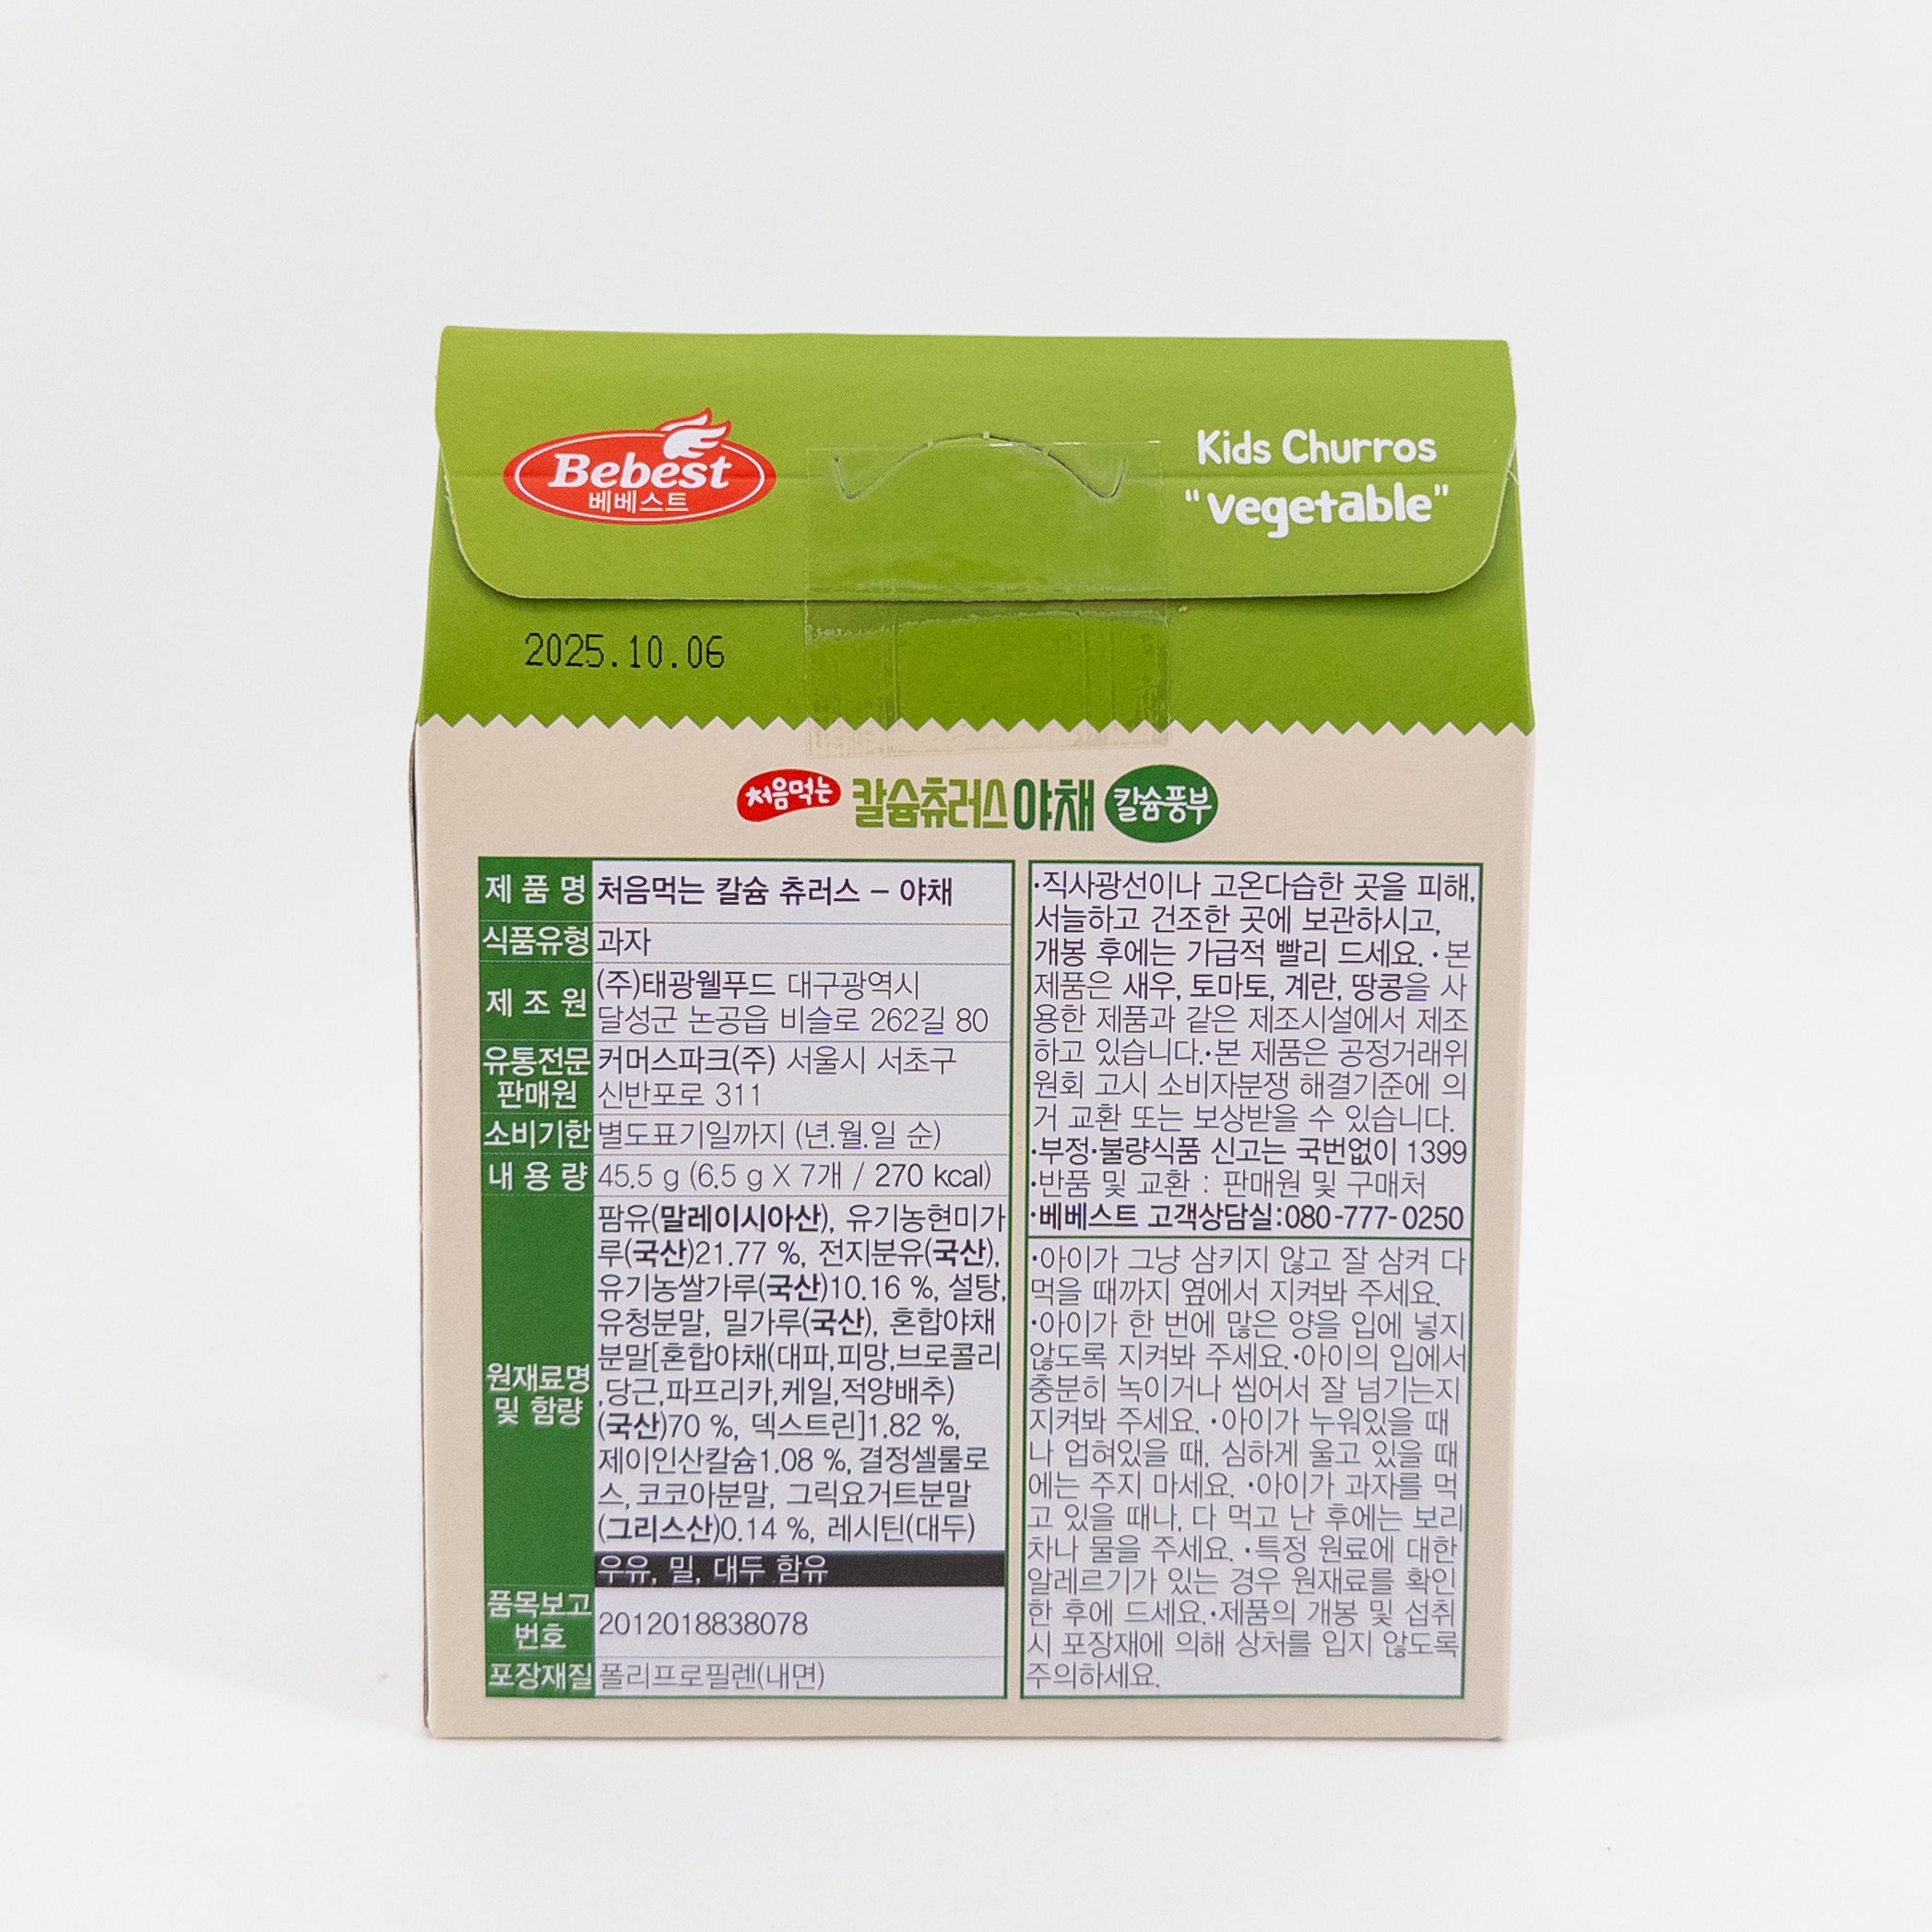 Bebest
베베스트
Kids Churros
"Vegetable"
2025.10.06
처음먹는 칼슘츄러스 야채 칼슘풍부
제 품 명 처음먹는 칼슘 츄러스 – 야채
식품유형 과자
제 조 원 (주)태광웰푸드 대구광역시
달성군 논공읍 비슬로 262길 80
유통전문
판매원
커머스파크(주) 서울시 서초구
신반포로 311
소비기한 별도표기일까지 (년.월.일 순)
내 용 량 45.5 g (6.5 g X 7개 / 270 kcal)
원재료명
및 함량
팜유(말레이시아산), 유기농현미가
루(국산)21.77 %, 전지분유(국산),
유기농쌀가루(국산)10.16 %, 설탕,
유청분말, 밀가루(국산), 혼합야채
분말[혼합야채(대파,피망,브로콜리
,당근,파프리카,케일,적양배추)
(국산)70 %, 덱스트린]1.82 %,
제이인산칼슘1.08 %, 결정셀룰로
스, 코코아분말, 그릭요거트분말
(그리스산)0.14 %, 레시틴(대두)
우유, 밀, 대두 함유
품목보고
번호
2012018838078
포장재질 폴리프로필렌(내면)
·직사광선이나 고온다습한 곳을 피해,
서늘하고 건조한 곳에 보관하시고,
개봉 후에는 가급적 빨리 드세요. ·본
제품은 새우, 토마토, 계란, 땅콩을 사
용한 제품과 같은 제조시설에서 제조
하고 있습니다.·본 제품은 공정거래위
원회 고시 소비자분쟁 해결기준에 의
거 교환 또는 보상받을 수 있습니다.
·부정·불량식품 신고는 국번없이 1399
·반품 및 교환 : 판매원 및 구매처
·베베스트 고객상담실:080-777-0250
·아이가 그냥 삼키지 않고 잘 삼켜 다
먹을 때까지 옆에서 지켜봐 주세요.
·아이가 한 번에 많은 양을 입에 넣지
않도록 지켜봐 주세요.·아이의 입에서
충분히 녹이거나 씹어서 잘 넘기는지
지켜봐 주세요. ·아이가 누워있을 때
나 업혀있을 때, 심하게 울고 있을 때
에는 주지 마세요. ·아이가 과자를 먹
고 있을 때나, 다 먹고 난 후에는 보리
차나 물을 주세요. ·특정 원료에 대한
알레르기가 있는 경우 원재료를 확인
한 후에 드세요.·제품의 개봉 및 섭취
시 포장재에 의해 상처를 입지 않도록
주의하세요.